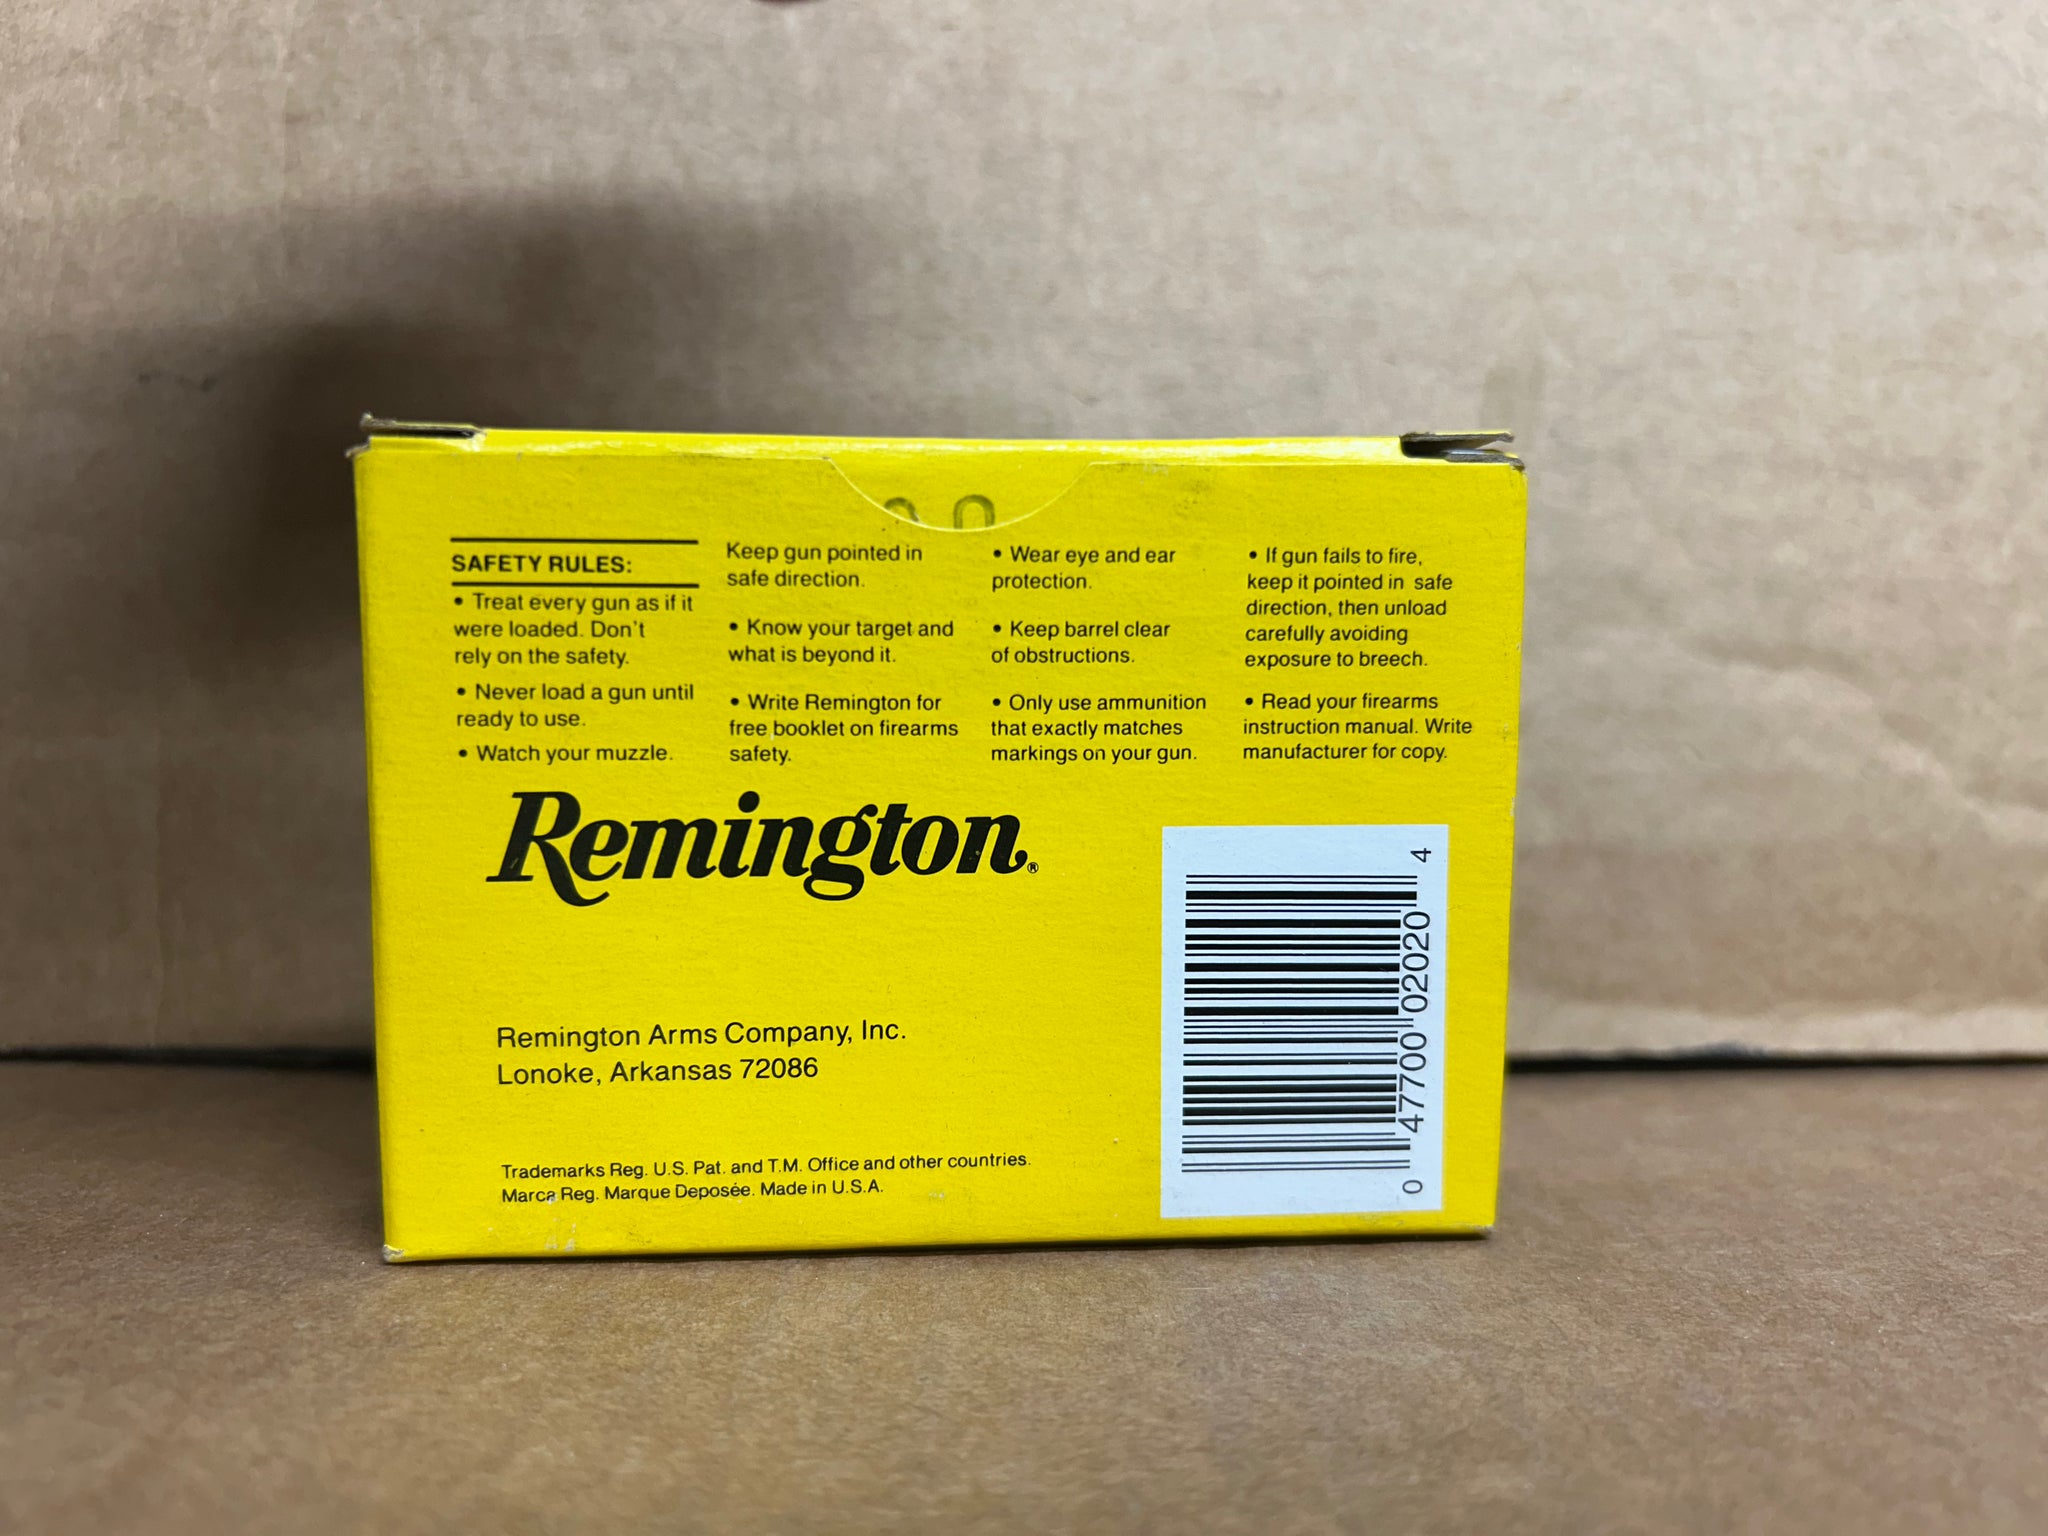 SAFETY RULES:
• Treat every gun as if it
were loaded. Don't
rely on the safety.
• Never load a gun until
ready to use.
• Watch your muzzle.
Keep gun pointed in
safe direction.
• Know your target and
what is beyond it.
• Write Remington for
free booklet on firearms
safety.
• Wear eye and ear
protection.
• Keep barrel clear
of obstructions.
• Only use ammunition
that exactly matches
markings on your gun.
• If gun fails to fire,
keep it pointed in safe
direction, then unload
carefully avoiding
exposure to breech.
• Read your firearms
instruction manual. Write
manufacturer for copy.
Remington®
Remington Arms Company, Inc.
Lonoke, Arkansas 72086
Trademarks Reg. U.S. Pat. and T.M. Office and other countries.
Marca Reg. Marque Deposée. Made in U.S.A.
0 47700 02020 4